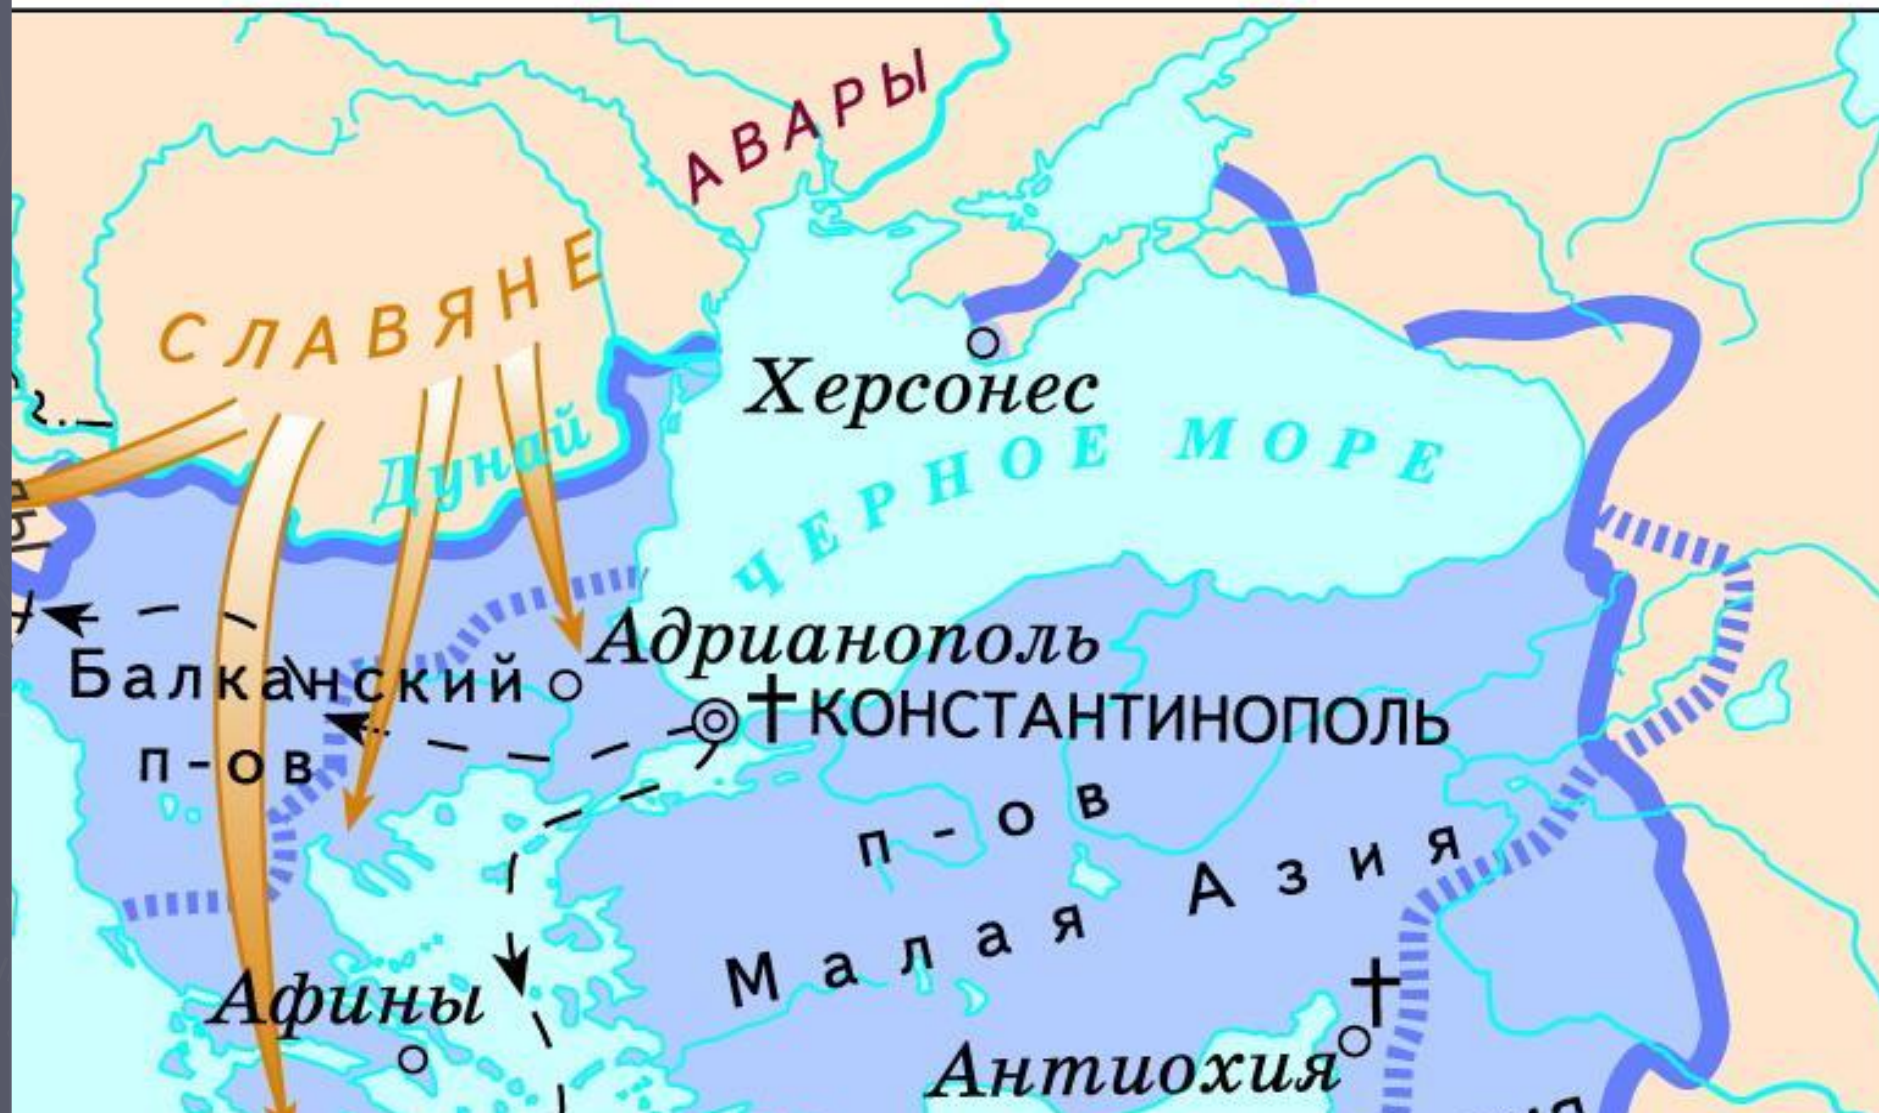 АВАРЫ
СЛАВЯНЕ
Херсонес
Дунай
ЧЕРНОЕ МОРЕ
Адрианополь
Балканский
п-ов
КОНСТАНТИНОПОЛЬ
п-ов
Малая Азия
Афины
Антиохия